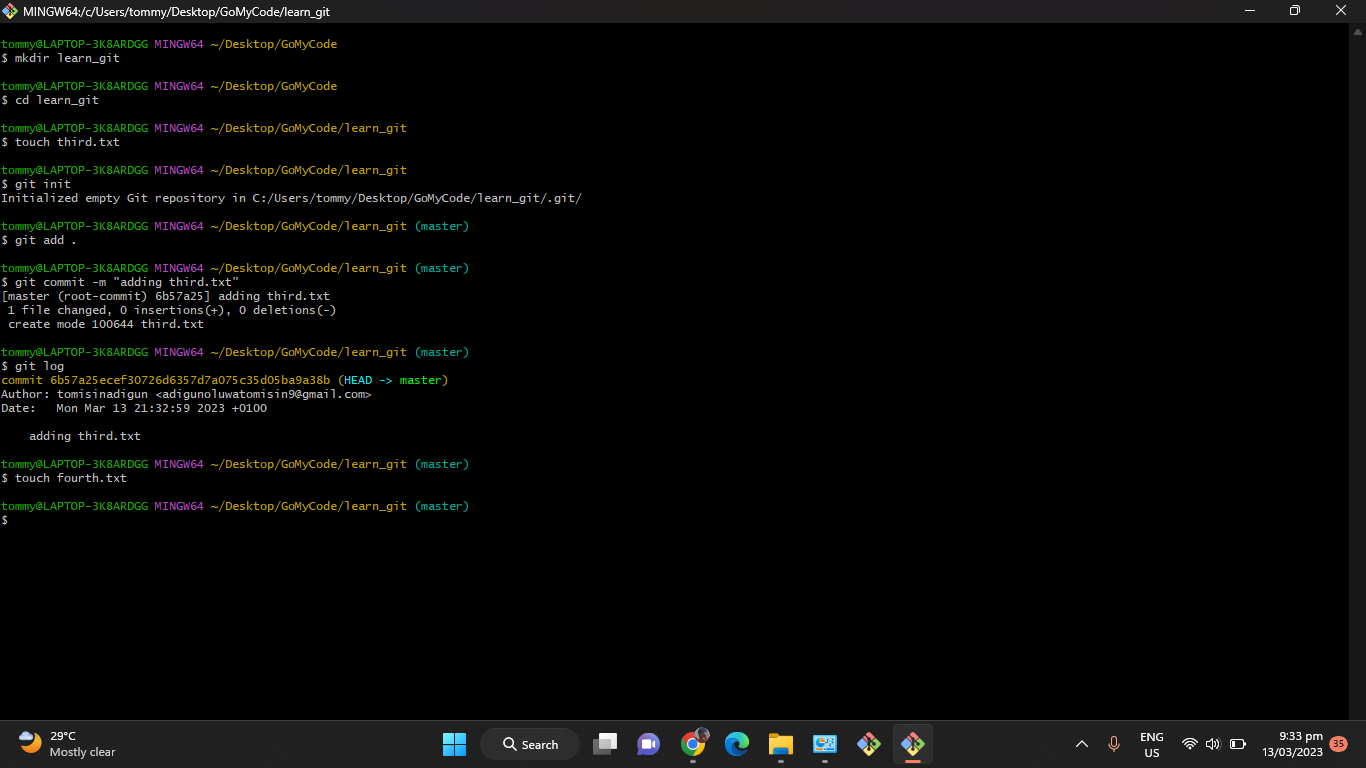 MINGW64:/c/Users/tommy/Desktop/GoMyCode/learn_git
tommy@LAPTOP-3K8ARDGG MINGW64 ~/Desktop/GoMyCode
$ mkdir learn_git
tommy@LAPTOP-3K8ARDGG MINGW64 ~/Desktop/GoMyCode
$ cd learn_git
tommy@LAPTOP-3K8ARDGG MINGW64 ~/Desktop/GoMyCode/learn_git
$ touch third.txt
tommy@LAPTOP-3K8ARDGG MINGW64 ~/Desktop/GoMyCode/learn_git
$ git init
Initialized empty Git repository in C:/Users/tommy/Desktop/GoMyCode/learn_git/.git/
tommy@LAPTOP-3K8ARDGG MINGW64 ~/Desktop/GoMyCode/learn_git (master)
$ git add .
tommy@LAPTOP-3K8ARDGG MINGW64 ~/Desktop/GoMyCode/learn_git (master)
$ git commit -m "adding third.txt"
[master (root-commit) 6b57a25] adding third.txt
 1 file changed, 0 insertions(+), 0 deletions(-)
 create mode 100644 third.txt
tommy@LAPTOP-3K8ARDGG MINGW64 ~/Desktop/GoMyCode/learn_git (master)
$ git log
commit 6b57a25ecef30726d6357d7a075c35d05ba9a38b (HEAD -> master)
Author: tomisinadigun <adigunoluwatomisin9@gmail.com>
Date:   Mon Mar 13 21:32:59 2023 +0100
    adding third.txt
tommy@LAPTOP-3K8ARDGG MINGW64 ~/Desktop/GoMyCode/learn_git (master)
$ touch fourth.txt
tommy@LAPTOP-3K8ARDGG MINGW64 ~/Desktop/GoMyCode/learn_git (master)
$
29°C
Mostly clear
Search
ENG
US
9:33 pm
13/03/2023
35